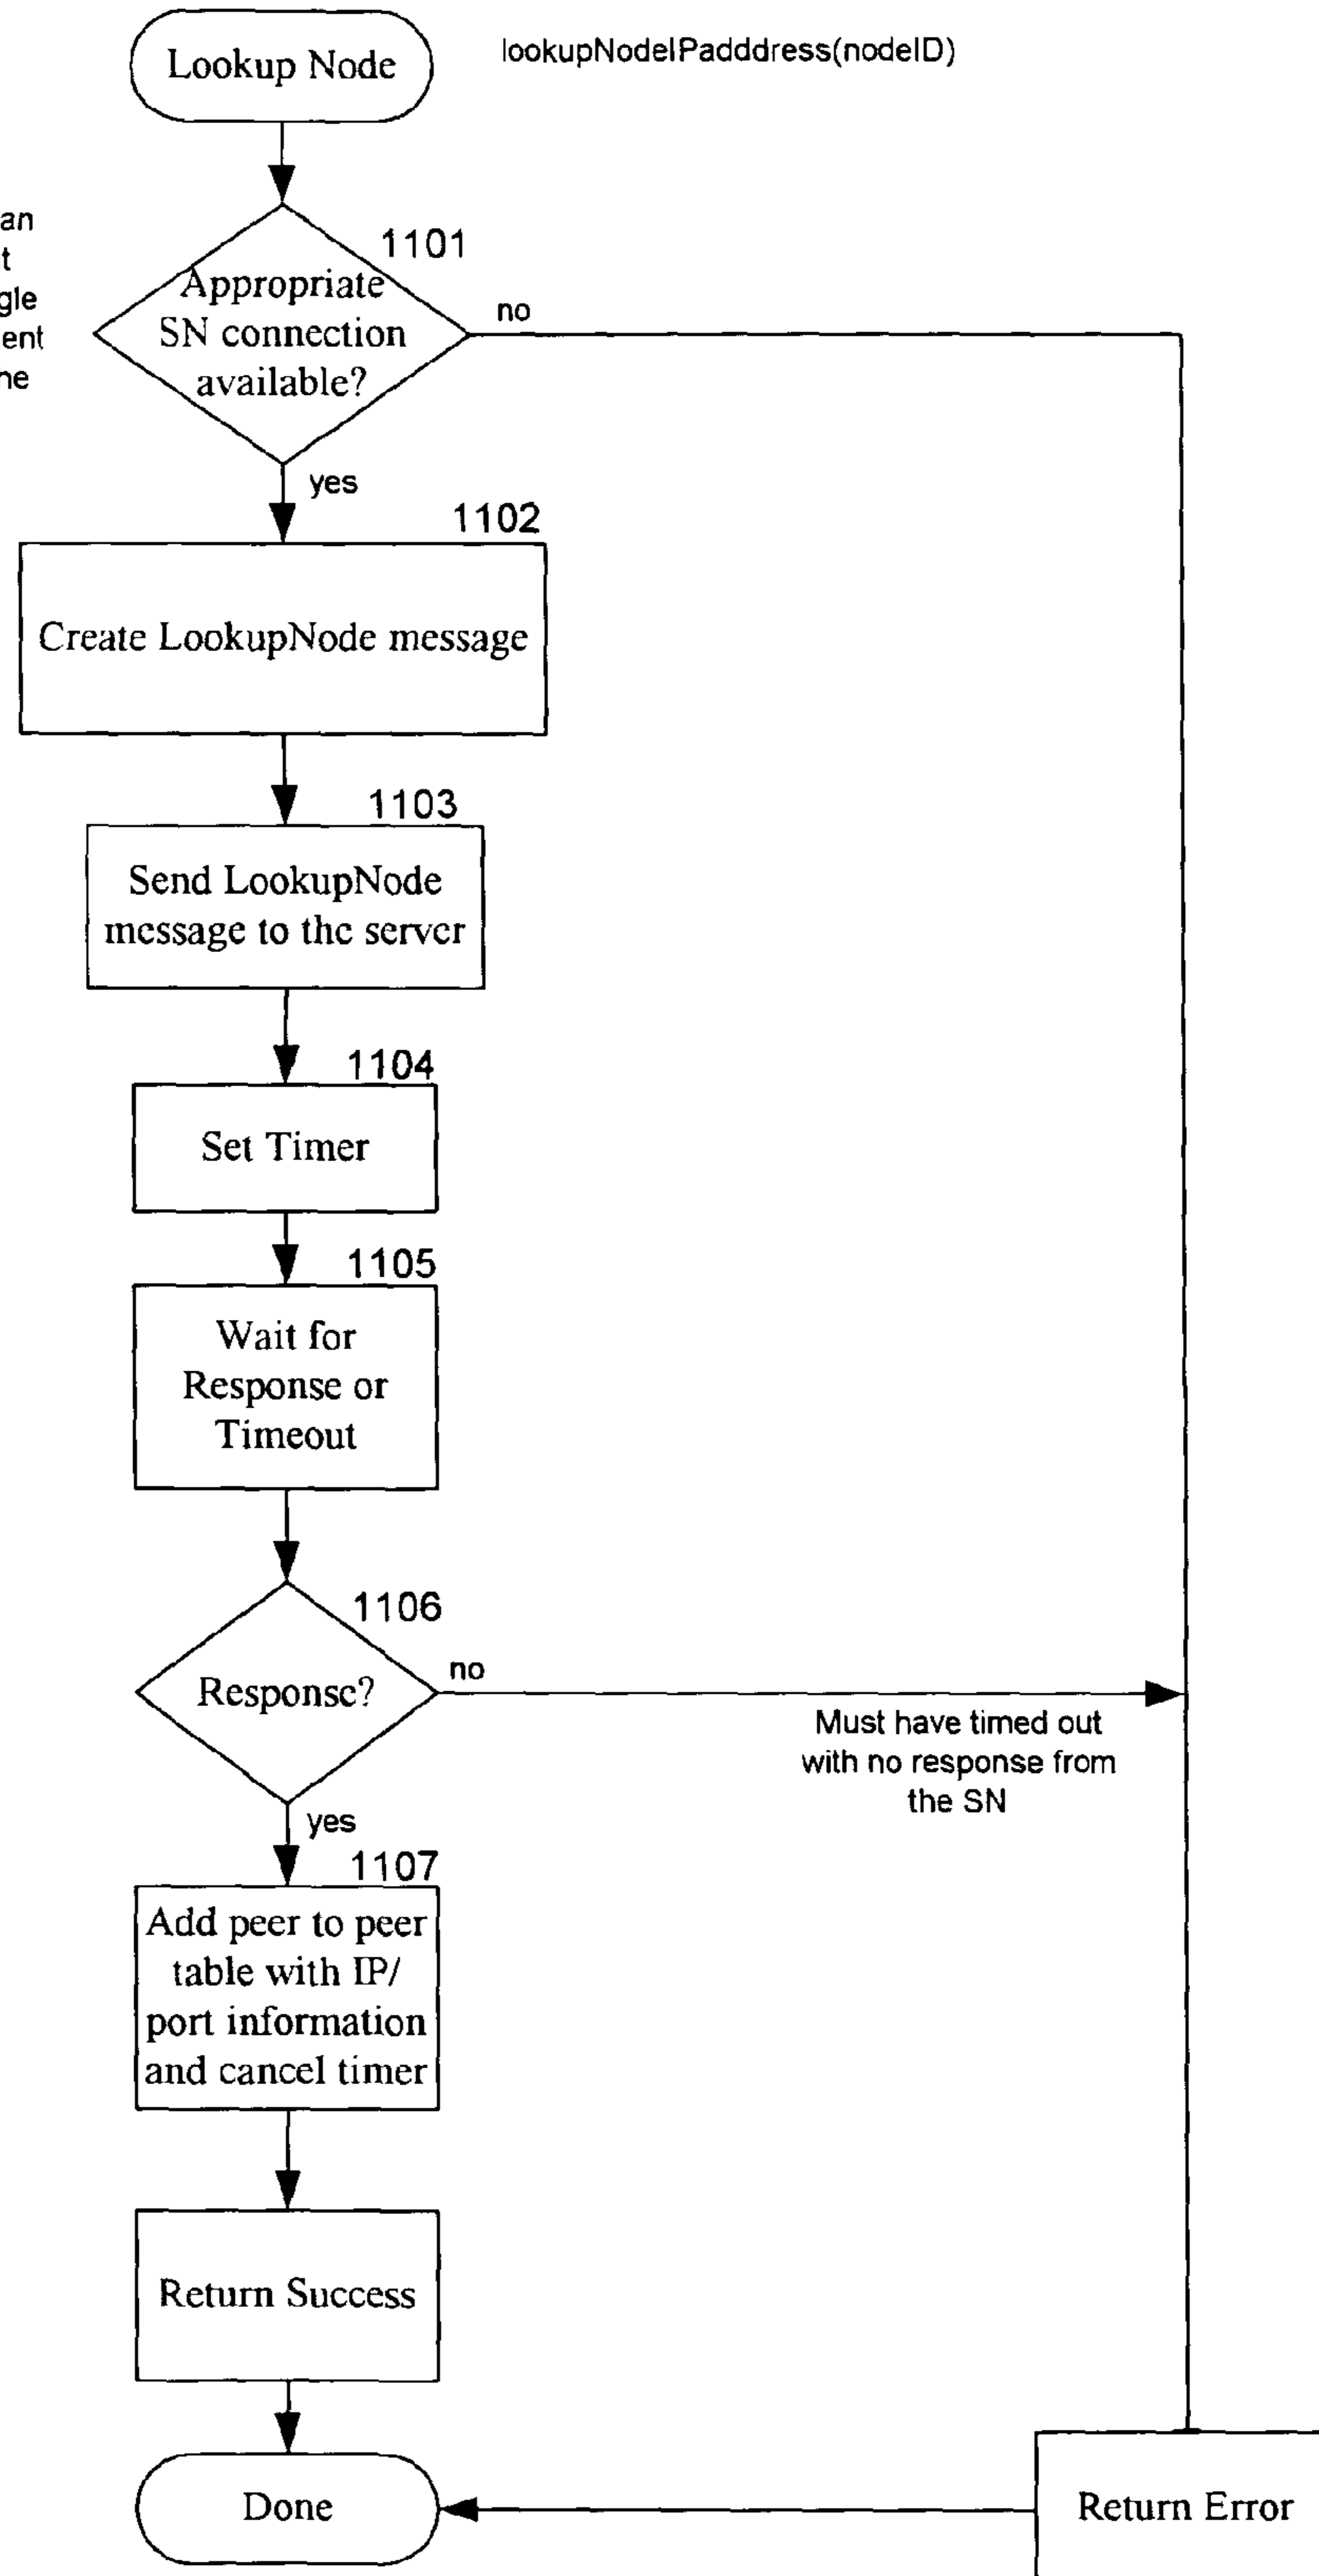 Lookup Node
lookupNodeIPadddress(nodeID)
an
t
gle
ent
ne
1101
Appropriate
SN connection
available?
no
yes
1102
Create LookupNode message
1103
Send LookupNode
message to the server
1104
Set Timer
1105
Wait for
Response or
Timeout
1106
Response?
no
Must have timed out
with no response from
the SN
yes
1107
Add peer to peer
table with IP/
port information
and cancel timer
Return Success
Done
Return Error